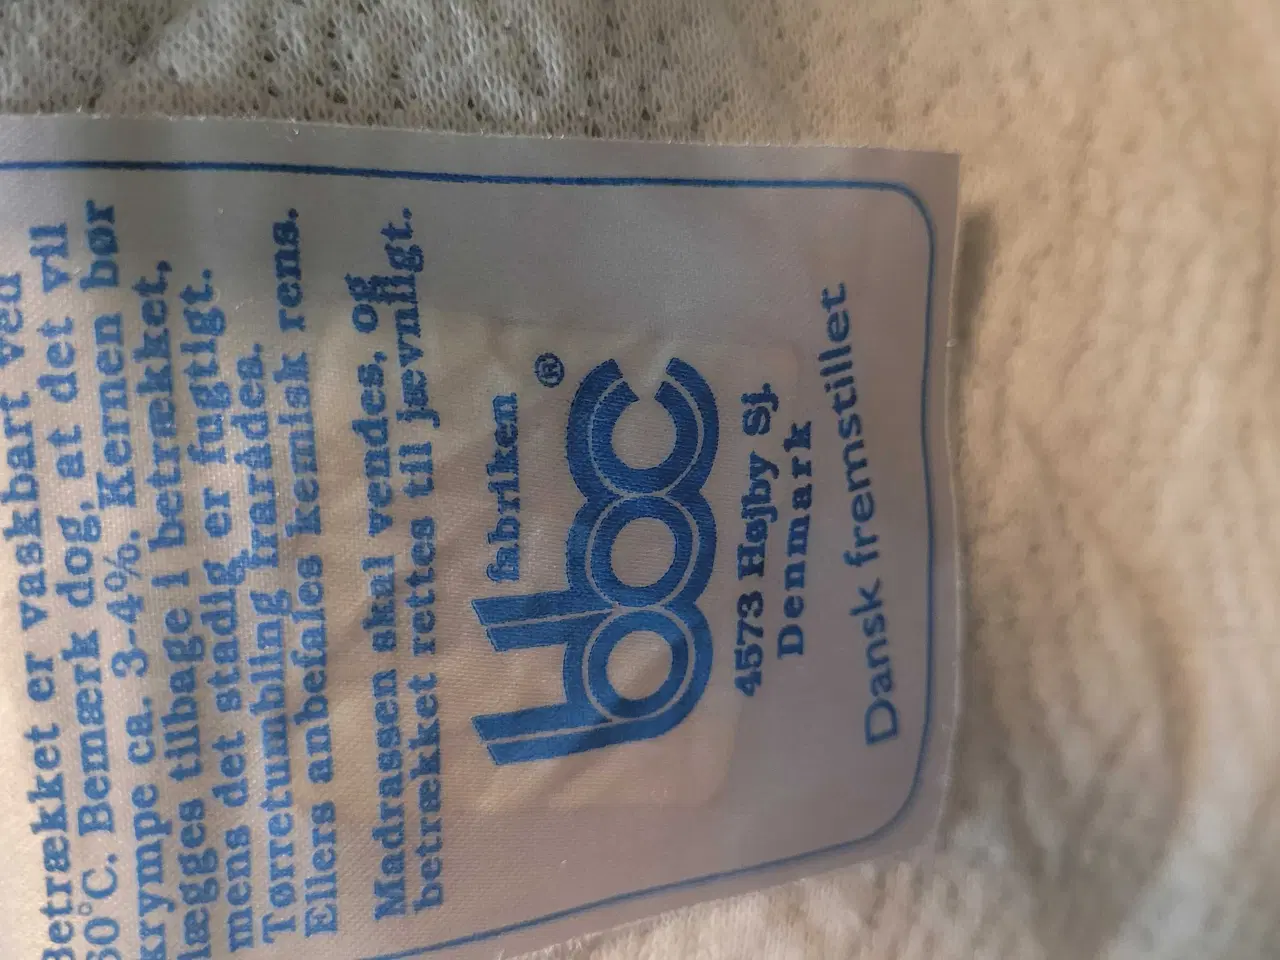 Betrækket er vaskbart ved
60°C. Bemærk dog, at det vil
krympe ca. 3-4%. Kernen bør
lægges tilbage i betrækket,
mens det stadig er fugtigt.
Tørretumbling frarådes.
Ellers anbefales kemisk rens.
Madrassen skal vendes, og
betrækket rettes til jævnligt.
fabriken
bbc ®
4573 Højby Sj.
Denmark
Dansk fremstillet